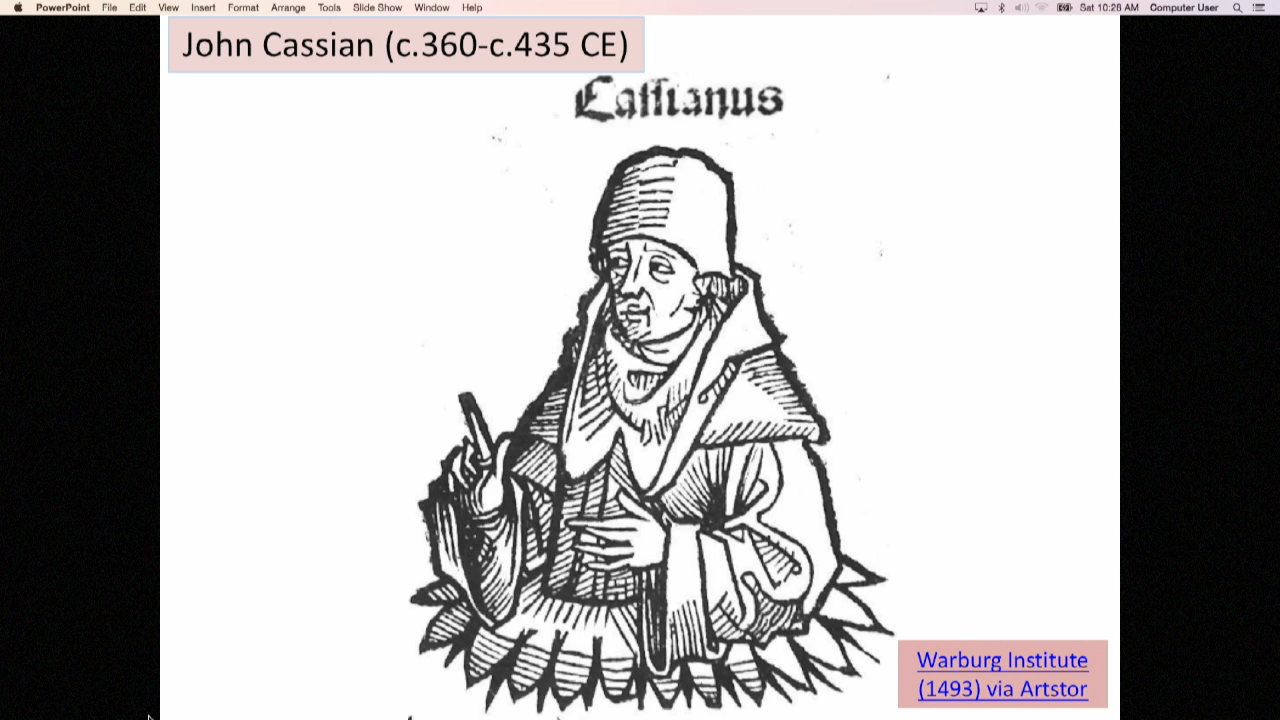 PowerPoint File Edit View Insert Format Arrange Tools Slide Show Window Help Sat 10:28 AM Computer User
John Cassian (c.360-c.435 CE)
Cassianus
Warburg Institute
(1493) via Artstor